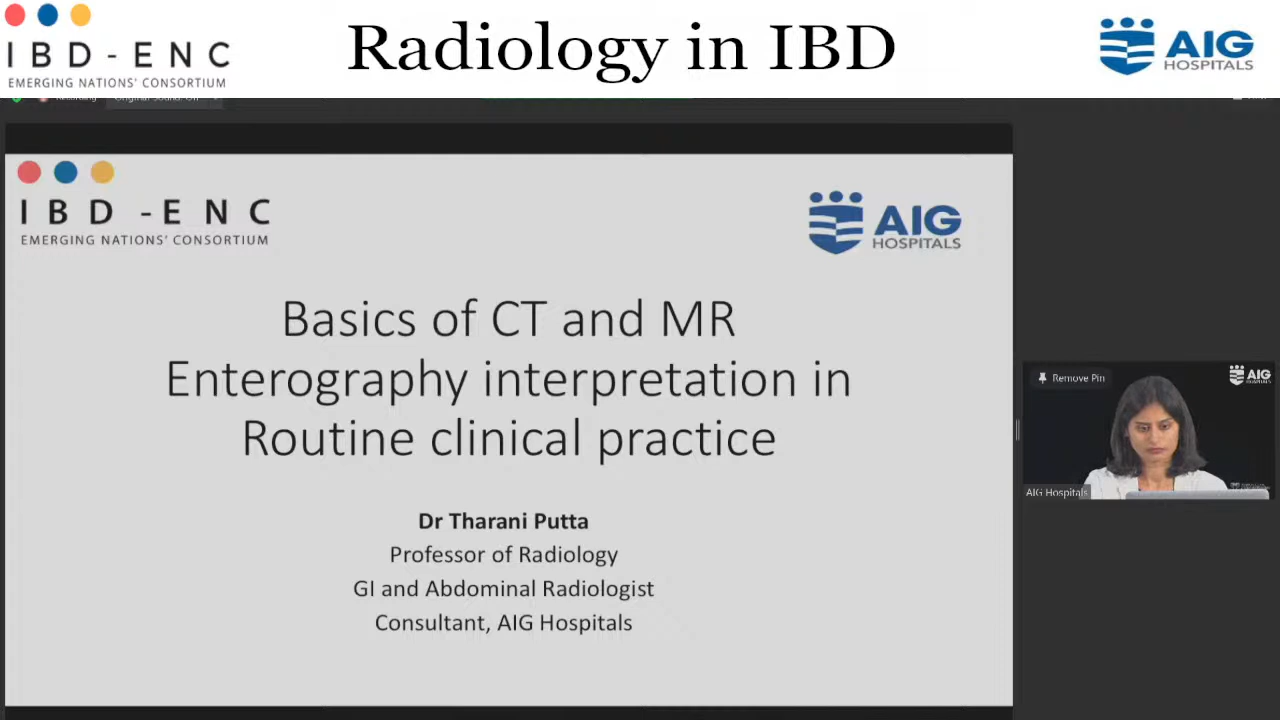 IBD-ENC
EMERGING NATIONS' CONSORTIUM
Radiology in IBD
AIG
HOSPITALS
IBD -ENC
EMERGING NATIONS' CONSORTIUM
AIG
HOSPITALS
Basics of CT and MR
Enterography interpretation in
Routine clinical practice
Dr Tharani Putta
Professor of Radiology
GI and Abdominal Radiologist
Consultant, AIG Hospitals
Remove Pin
AIG
AIG Hospitals